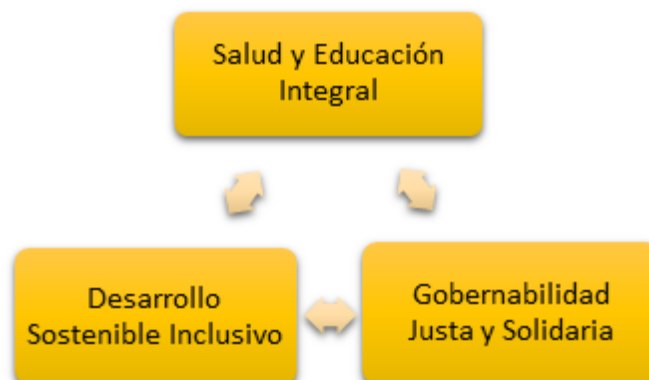 Salud y Educación
Integral
Desarrollo
Sostenible Inclusivo
Gobernabilidad
Justa y Solidaria